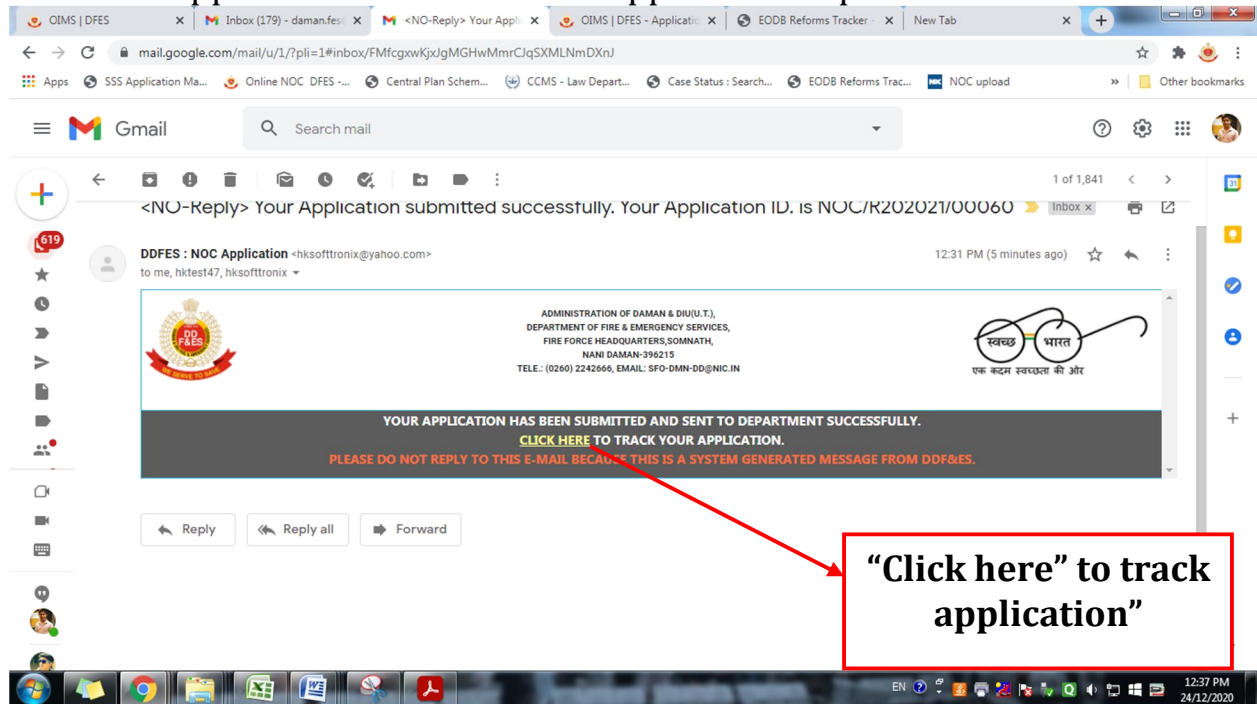 OIMS | DFES
Inbox (179) - daman.fes
<NO-Reply> Your Applic
OIMS | DFES - Applicatio
EODB Reforms Tracker -
New Tab
mail.google.com/mail/u/1/?pli=1#inbox/FMfcgxwKjxJgMGHwMmrCJqSXMLNmDXnJ
Apps
SSS Application Ma...
Online NOC DFES -...
Central Plan Schem...
CCMS - Law Depart...
Case Status : Search...
EODB Reforms Trac...
NOC upload
»
Other bookmarks
Gmail
Search mail
1 of 1,841
31
<NO-Reply> Your Application submitted successfully. Your Application ID. is NOC/R202021/00060
Inbox x
619
DDFES : NOC Application <hksofttronix@yahoo.com>
12:31 PM (5 minutes ago)
to me, hktest47, hksofttronix
DD
F&ES
WE SERVE TO SAVE
ADMINISTRATION OF DAMAN & DIU(U.T.),
DEPARTMENT OF FIRE & EMERGENCY SERVICES,
FIRE FORCE HEADQUARTERS,SOMNATH,
NANI DAMAN-396215
TELE.: (0260) 2242666, EMAIL: SFO-DMN-DD@NIC.IN
स्वच्छ भारत
एक कदम स्वच्छता की ओर
YOUR APPLICATION HAS BEEN SUBMITTED AND SENT TO DEPARTMENT SUCCESSFULLY.
CLICK HERE TO TRACK YOUR APPLICATION.
PLEASE DO NOT REPLY TO THIS E-MAIL BECAUSE THIS IS A SYSTEM GENERATED MESSAGE FROM DDF&ES.
Reply
Reply all
Forward
“Click here” to track
application”
EN
12:37 PM
24/12/2020